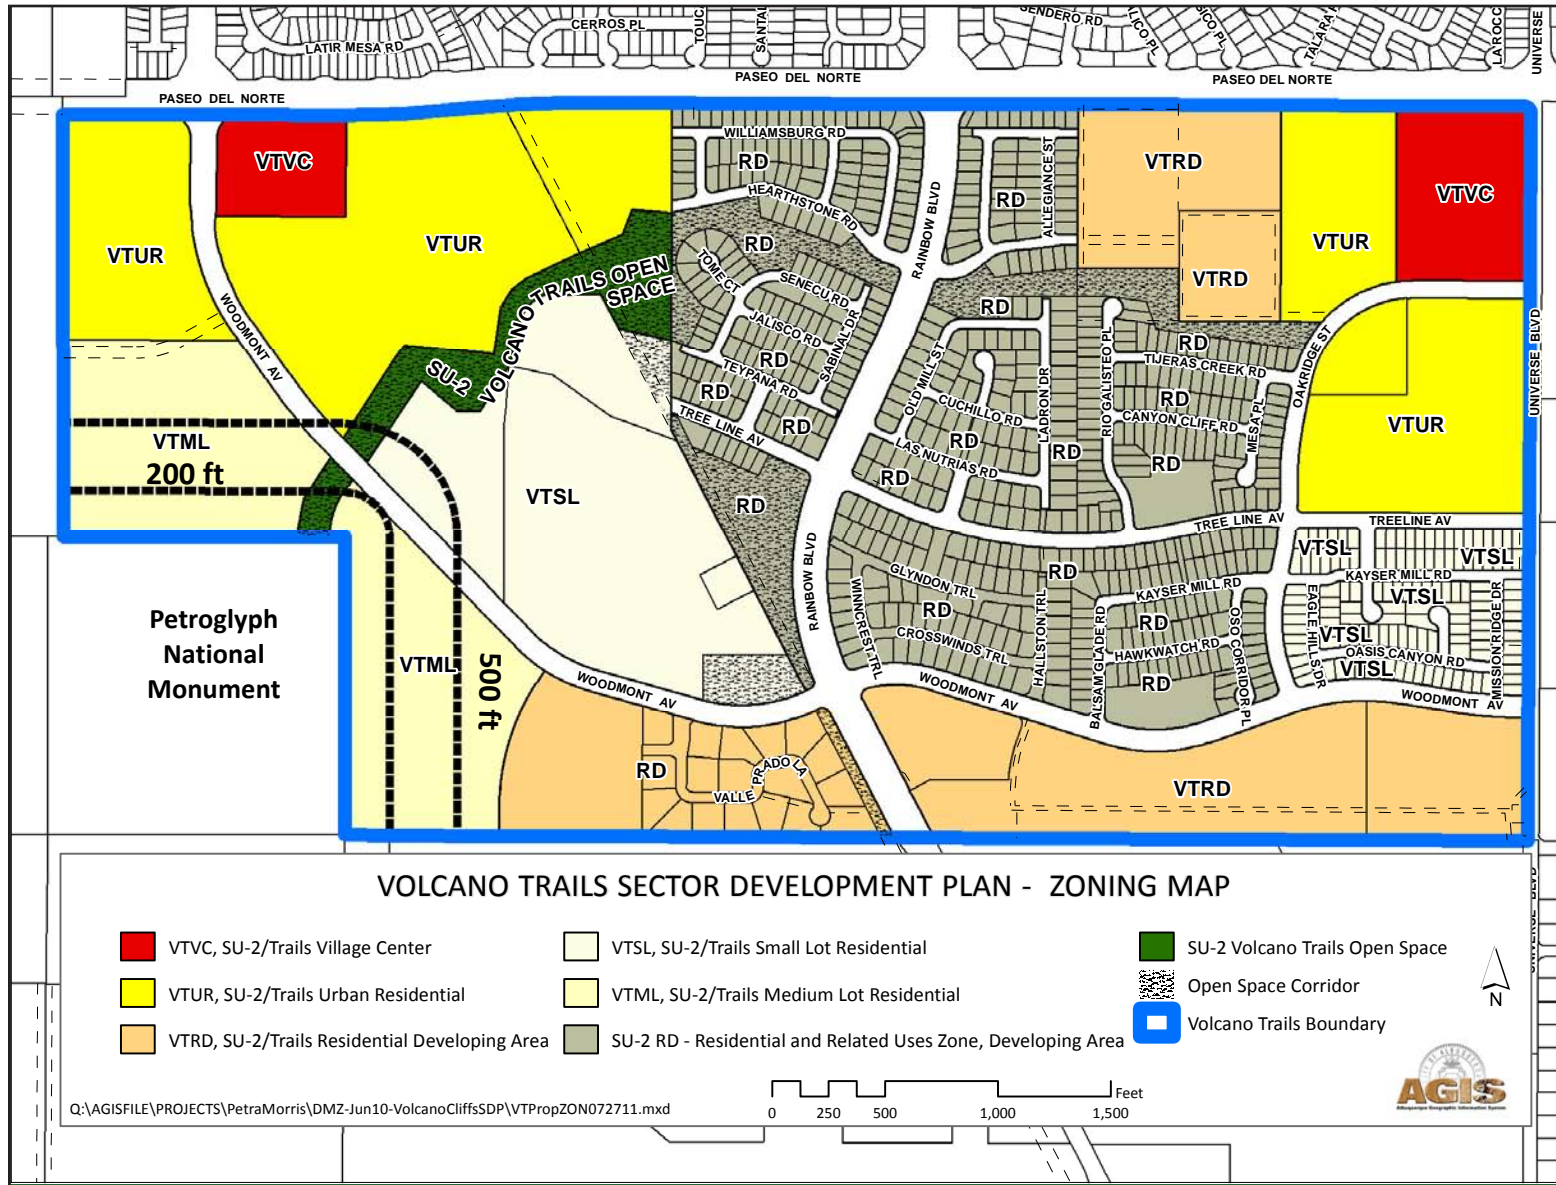 LATIR MESA RD
CERROS PL
TOUC
SANTA
SENDERO RD
TALARA
LA ROCC
UNIVERSE
PASEO DEL NORTE
PASEO DEL NORTE
PASEO DEL NORTE
VTVC
VTUR
VTUR
WILLIAMSBURG RD
RD
HEARTHSTONE RD
RD
RAINBOW BLVD
RD
ALLEGIANCE ST
VTRD
VTRD
VTUR
VTVC
VOLCANO TRAILS OPEN
SPACE
SU-2
WOODMONT AV
TOME CT
SENECU RD
JALISCO RD
RD
SABINAL DR
TEYPANA RD
RD
RD
TREE LINE AV
RD
RD
OLD MILL ST
CUCHILLO RD
RD
LADRON DR
LAS NUTRIAS RD
RD
RD
RIO GALISTEO PL
RD
TIJERAS CREEK RD
RD
CANYON CLIFF RD
MESA PL
RD
OAKRIDGE ST
VTUR
UNIVERSE BLVD
VTML
200 ft
VTSL
TREE LINE AV
TREELINE AV
VTSL
VTSL
KAYSER MILL RD
VTSL
VTSL
OASIS CANYON RD
VTSL
EAGLE HILLS DR
MISSION RIDGE DR
WOODMONT AV
RAINBOW BLVD
WINNCREST TRL
GLYNDON TRL
RD
RD
CROSSWINDS TRL
HALLSTON TRL
BALSAM GLADE RD
KAYSER MILL RD
RD
HAWKWATCH RD
RD
OSO CORRIDOR PL
WOODMONT AV
Petroglyph
National
Monument
VTML
500 ft
WOODMONT AV
RD
VALLE PRADO LA
VTRD
UNIVERSE BLVD
VOLCANO TRAILS SECTOR DEVELOPMENT PLAN - ZONING MAP
VTVC, SU-2/Trails Village Center
VTUR, SU-2/Trails Urban Residential
VTRD, SU-2/Trails Residential Developing Area
VTSL, SU-2/Trails Small Lot Residential
VTML, SU-2/Trails Medium Lot Residential
SU-2 RD - Residential and Related Uses Zone, Developing Area
SU-2 Volcano Trails Open Space
Open Space Corridor
Volcano Trails Boundary
N
Q:\AGISFILE\PROJECTS\PetraMorris\DMZ-Jun10-VolcanoCliffsSDP\VTPropZON072711.mxd
0 250 500 1,000 1,500
Feet
AGIS
Albuquerque Geographic Information System